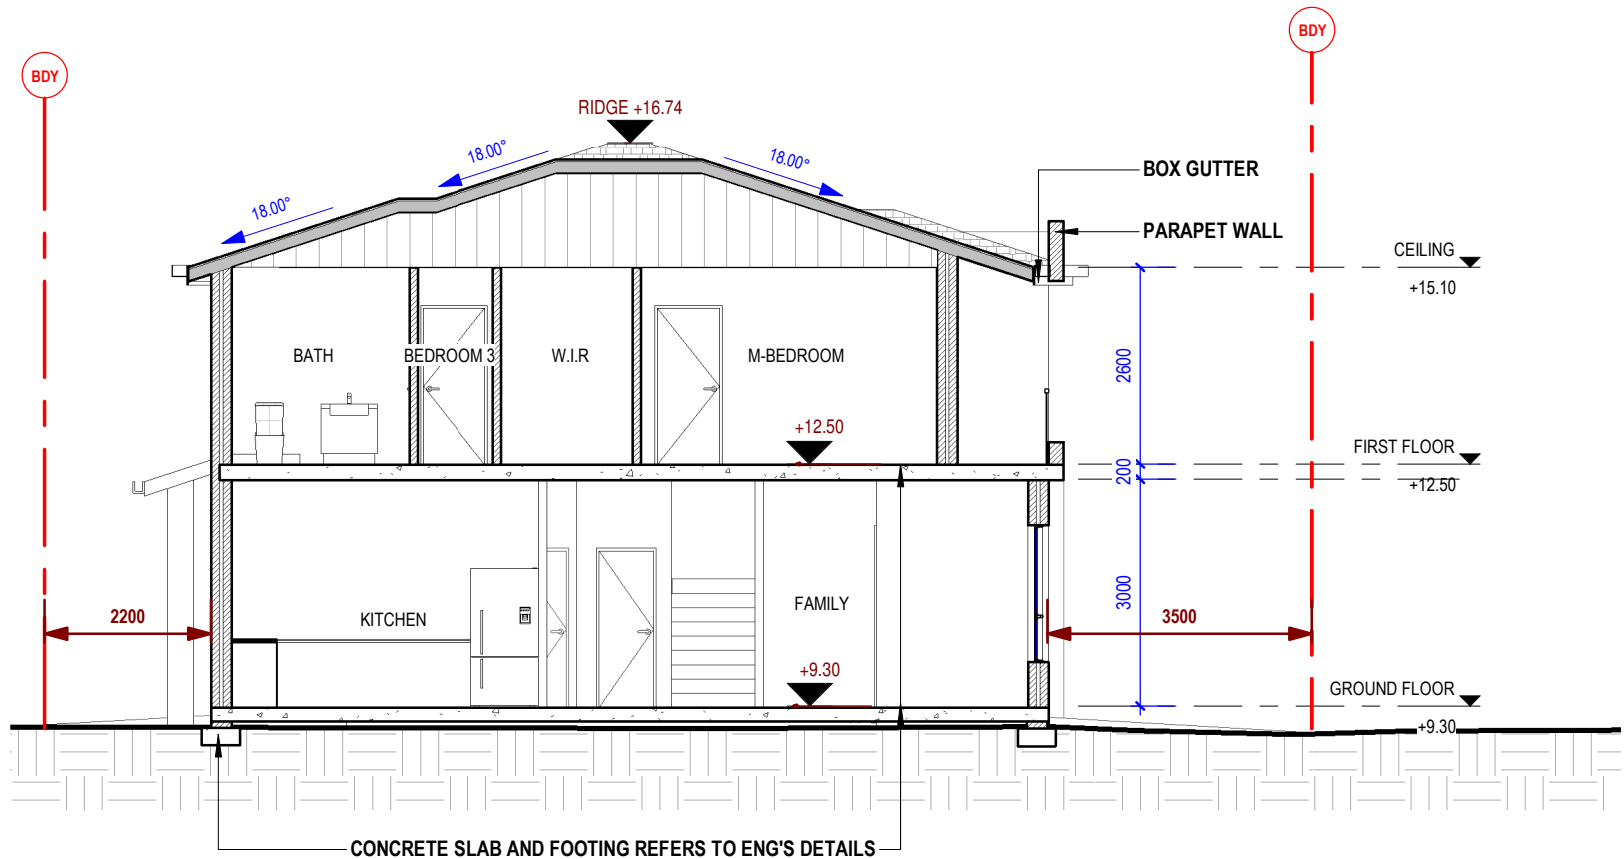 BDY
BDY
RIDGE +16.74
18.00°
18.00°
18.00°
BOX GUTTER
PARAPET WALL
CEILING
+15.10
BATH
BEDROOM 3
W.I.R
M-BEDROOM
2600
+12.50
FIRST FLOOR
200
+12.50
3000
KITCHEN
FAMILY
2200
3500
+9.30
GROUND FLOOR
+9.30
CONCRETE SLAB AND FOOTING REFERS TO ENG'S DETAILS